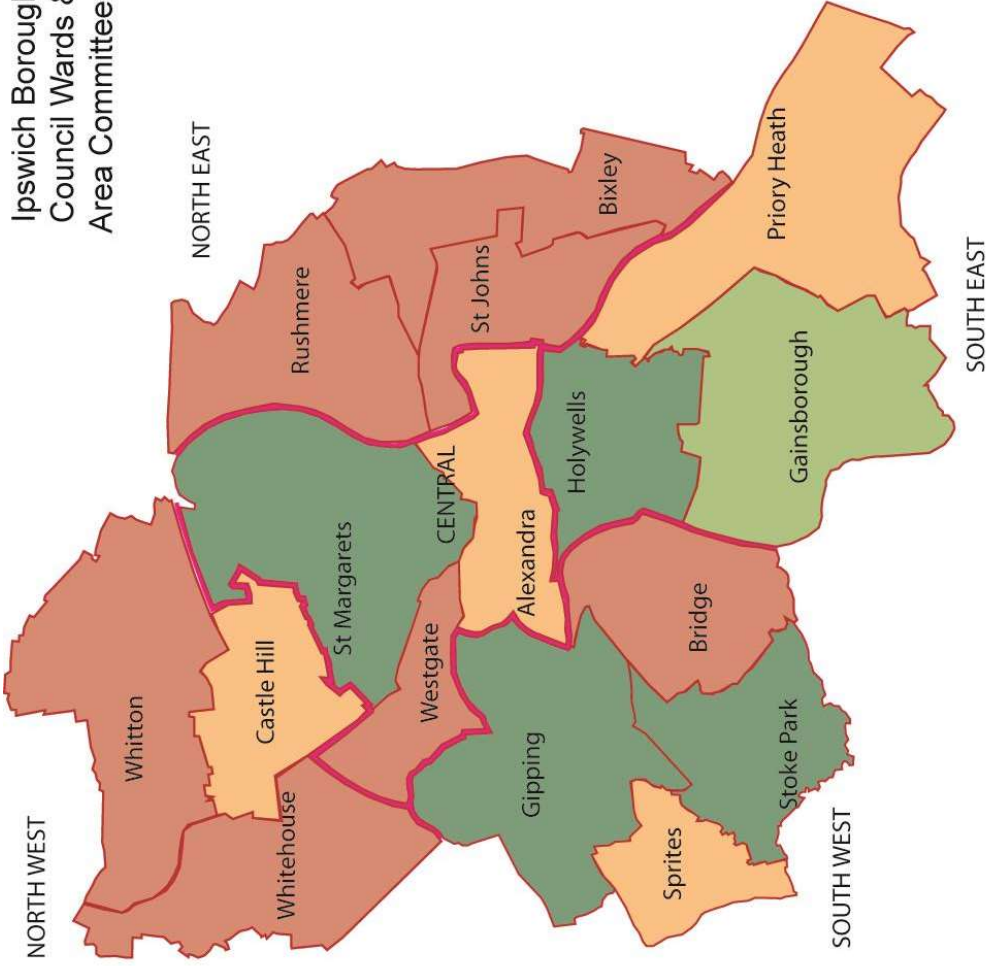 Ipswich Borough
Council Wards &
Area Committee
NORTH WEST
NORTH EAST
Whitton
Rushmere
Castle Hill
Whitehouse
St Margarets
St Johns
Bixley
Westgate
CENTRAL
Alexandra
Holywells
Priory Heath
Gipping
Bridge
Gainsborough
Sprites
Stoke Park
SOUTH WEST
SOUTH EAST